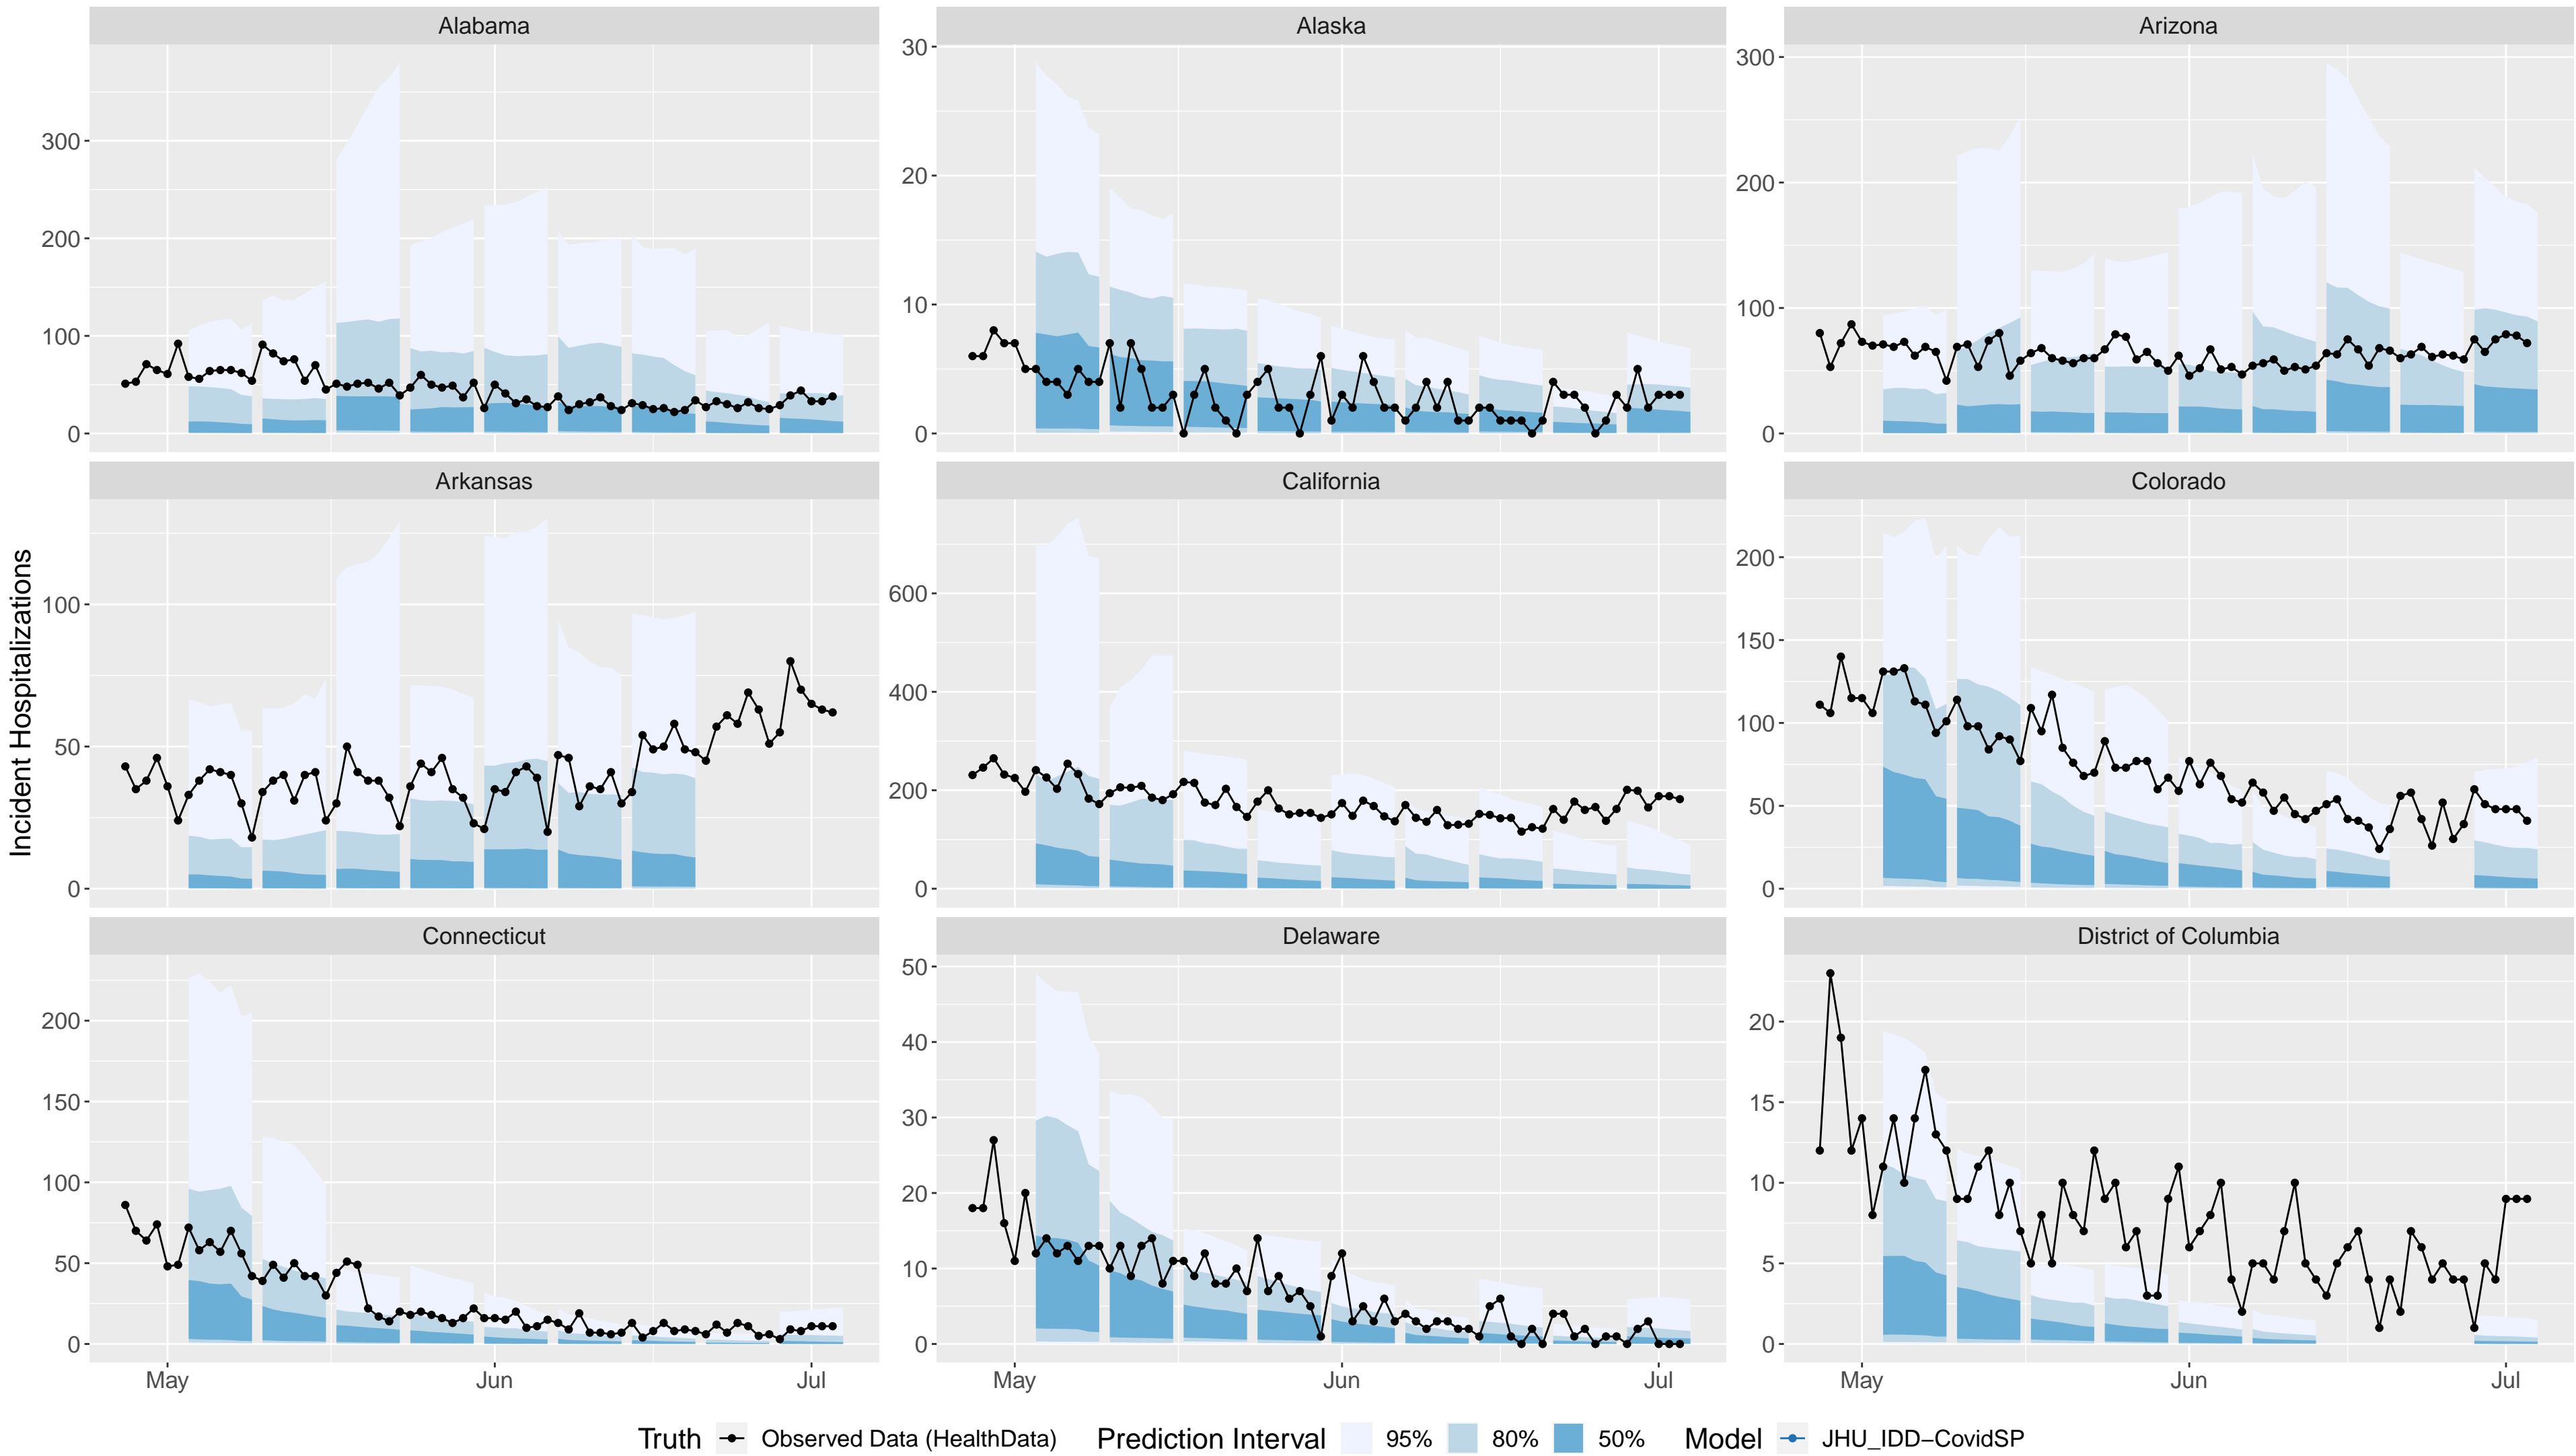 Alabama
Alaska
Arizona
300
200
100
0
30
20
10
0
300
200
100
0
Arkansas
California
Colorado
Incident Hospitalizations
100
50
0
600
400
200
0
200
150
100
50
0
Connecticut
Delaware
District of Columbia
200
150
100
50
0
50
40
30
20
10
0
20
15
10
5
0
May Jun Jul
May Jun Jul
May Jun Jul
Truth Observed Data (HealthData) Prediction Interval 95% 80% 50% Model JHU_IDD−CovidSP